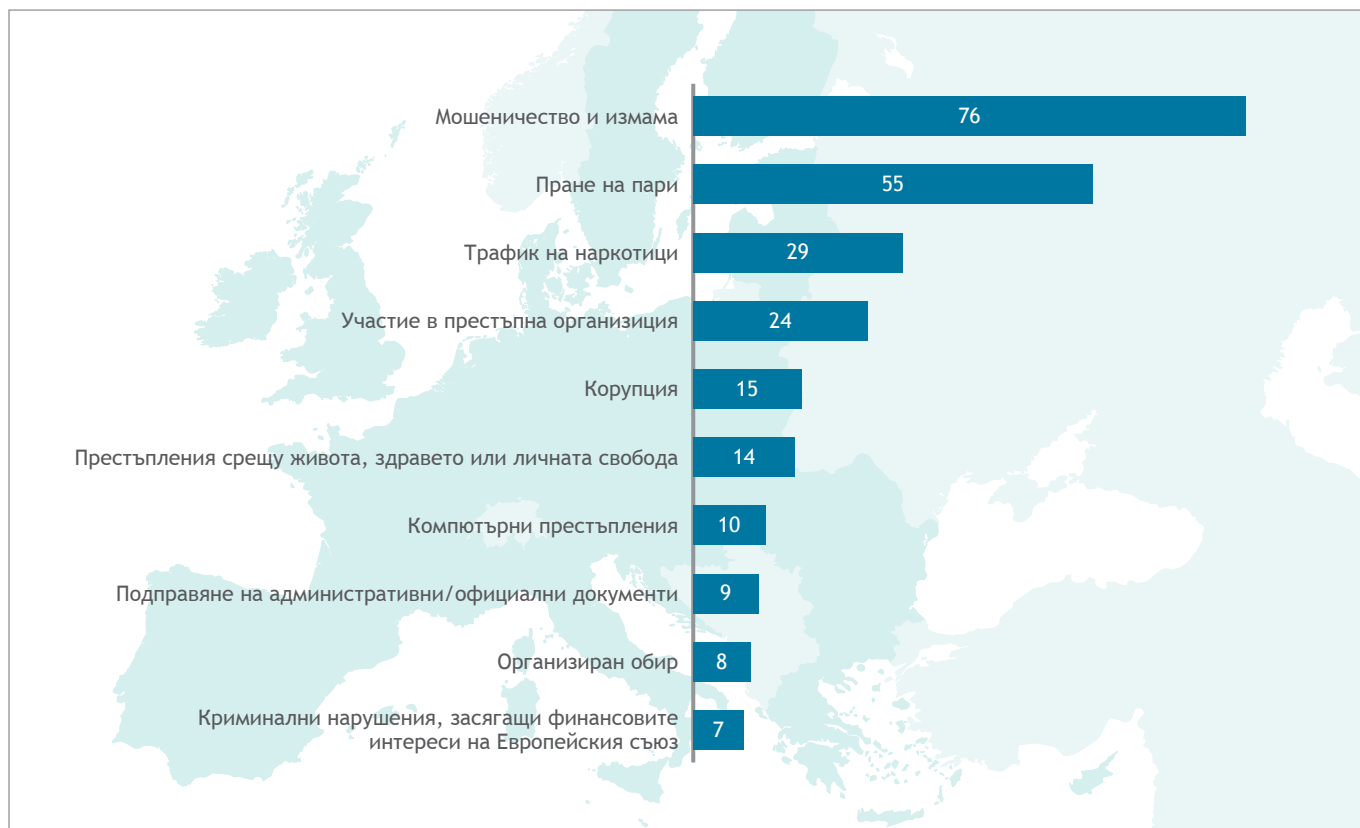 Мошеничество и измама 76
Пране на пари 55
Трафик на наркотици 29
Участие в престъпна организиция 24
Корупция 15
Престъпления срещу живота, здравето или личната свобода 14
Компютърни престъпления 10
Подправяне на административни/официални документи 9
Организиран обир 8
Криминални нарушения, засягащи финансовите
интереси на Европейския съюз 7